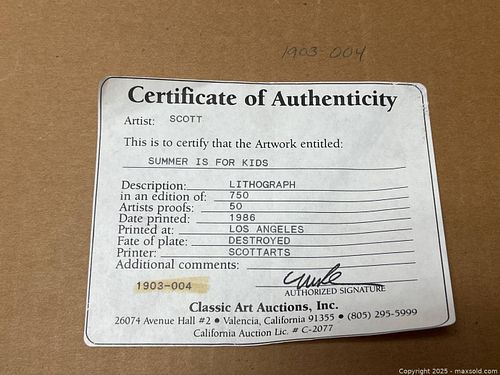 1903-004
Certificate of Authenticity
Artist: SCOTT
This is to certify that the Artwork entitled:
SUMMER IS FOR KIDS
Description: LITHOGRAPH
in an edition of: 750
Artists proofs: 50
Date printed: 1986
Printed at: LOS ANGELES
Fate of plate: DESTROYED
Printer: SCOTTARTS
Additional comments:
1903-004
AUTHORIZED SIGNATURE
Classic Art Auctions, Inc.
26074 Avenue Hall #2 • Valencia, California 91355 • (805) 295-5999
California Auction Lic. # C-2077
Copyright 2025 - maxsold.com